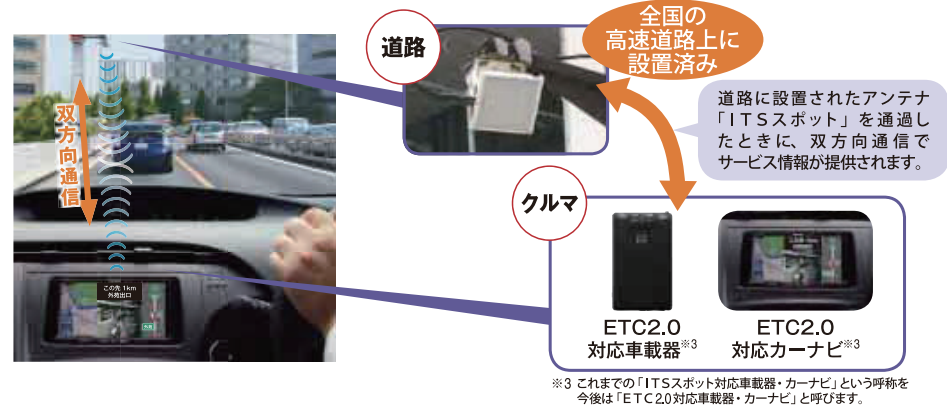 双方向通信
この先 1km
外苑出口
外苑
道路
全国の
高速道路上に
設置済み
道路に設置されたアンテナ
「ITSスポット」を通過し
たときに、双方向通信で
サービス情報が提供されます。
クルマ
ETC2.0
対応車載器※3
ETC2.0
対応カーナビ※3
※3 これまでの「ITSスポット対応車載器・カーナビ」という呼称を
今後は「ETC2.0対応車載器・カーナビ」と呼びます。